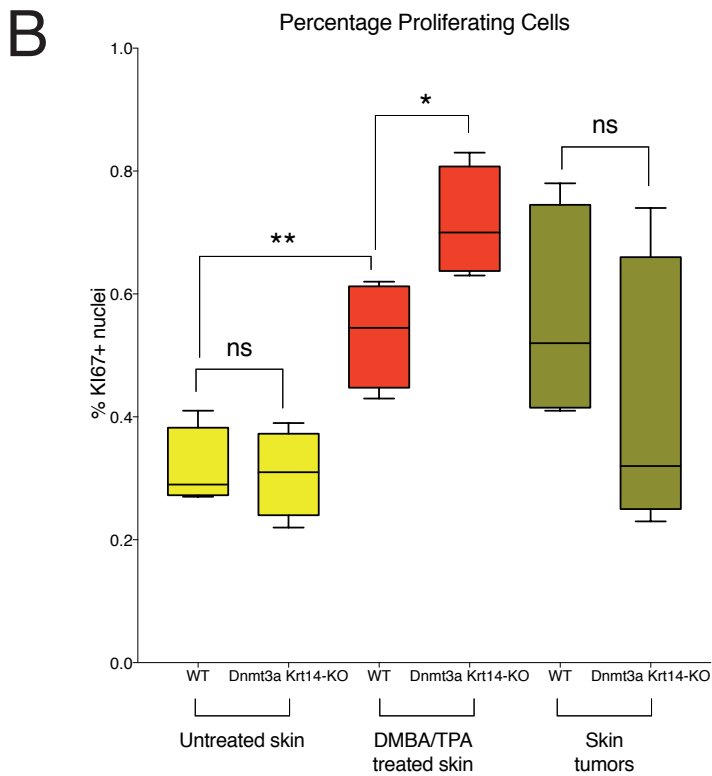 B
Percentage Proliferating Cells
% KI67+ nuclei
1.0
0.8
0.6
0.4
0.2
0.0
ns
**
*
ns
WT
Dnmt3a Krt14-KO
WT
Dnmt3a Krt14-KO
WT
Dnmt3a Krt14-KO
Untreated skin
DMBA/TPA
treated skin
Skin
tumors